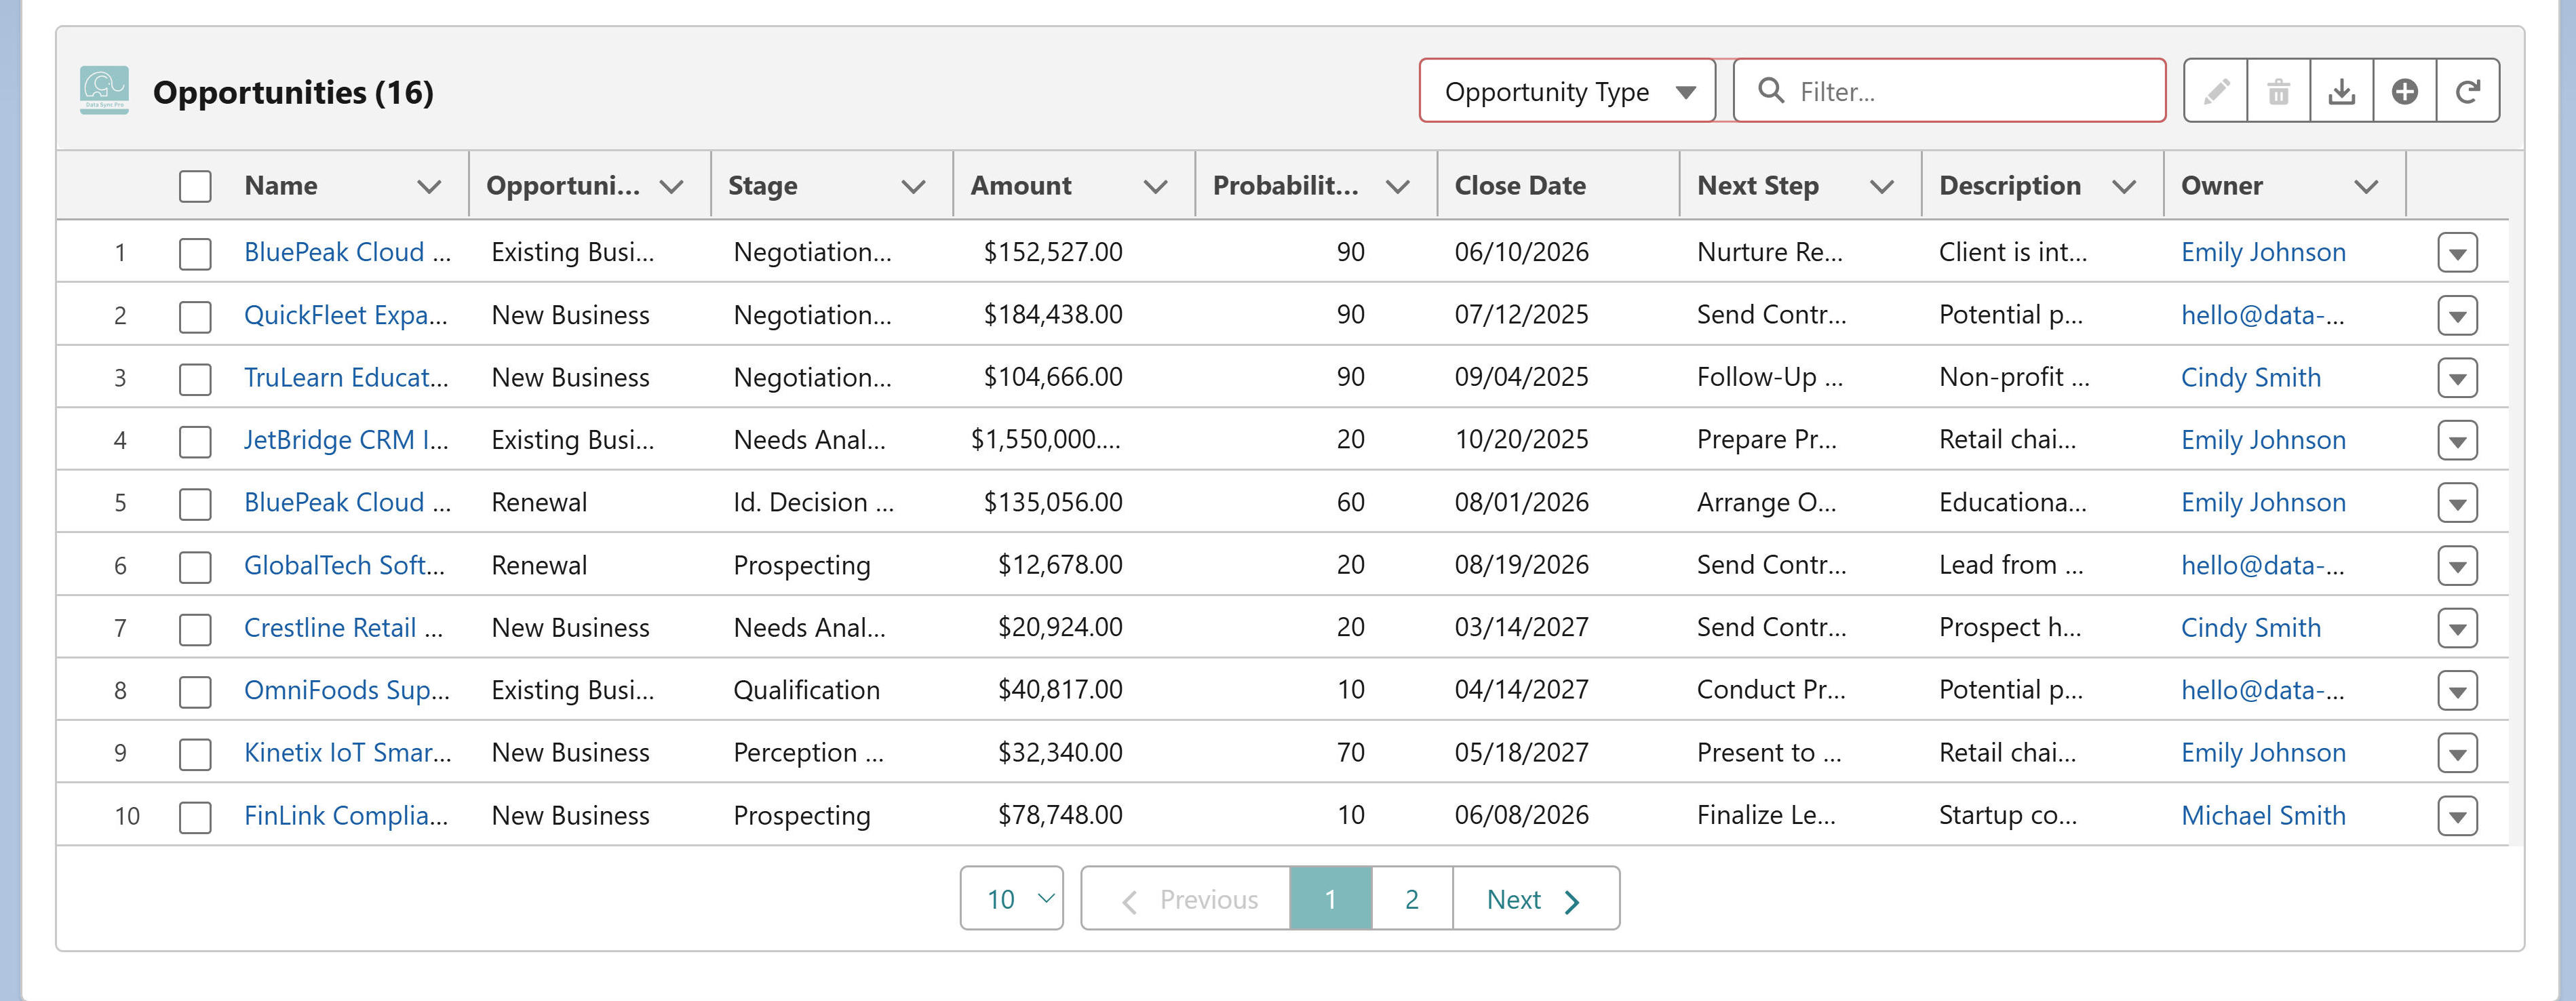 Data Sync Pro
Opportunities (16)
Opportunity Type
Filter...
Name Opportuni... Stage Amount Probabilit... Close Date Next Step Description Owner
1 BluePeak Cloud ... Existing Busi... Negotiation... $152,527.00 90 06/10/2026 Nurture Re... Client is int... Emily Johnson
2 QuickFleet Expa... New Business Negotiation... $184,438.00 90 07/12/2025 Send Contr... Potential p... hello@data-...
3 TruLearn Educat... New Business Negotiation... $104,666.00 90 09/04/2025 Follow-Up ... Non-profit ... Cindy Smith
4 JetBridge CRM I... Existing Busi... Needs Anal... $1,550,000.... 20 10/20/2025 Prepare Pr... Retail chai... Emily Johnson
5 BluePeak Cloud ... Renewal Id. Decision ... $135,056.00 60 08/01/2026 Arrange O... Educationa... Emily Johnson
6 GlobalTech Soft... Renewal Prospecting $12,678.00 20 08/19/2026 Send Contr... Lead from ... hello@data-...
7 Crestline Retail ... New Business Needs Anal... $20,924.00 20 03/14/2027 Send Contr... Prospect h... Cindy Smith
8 OmniFoods Sup... Existing Busi... Qualification $40,817.00 10 04/14/2027 Conduct Pr... Potential p... hello@data-...
9 Kinetix IoT Smar... New Business Perception ... $32,340.00 70 05/18/2027 Present to ... Retail chai... Emily Johnson
10 FinLink Complia... New Business Prospecting $78,748.00 10 06/08/2026 Finalize Le... Startup co... Michael Smith
10 Previous 1 2 Next